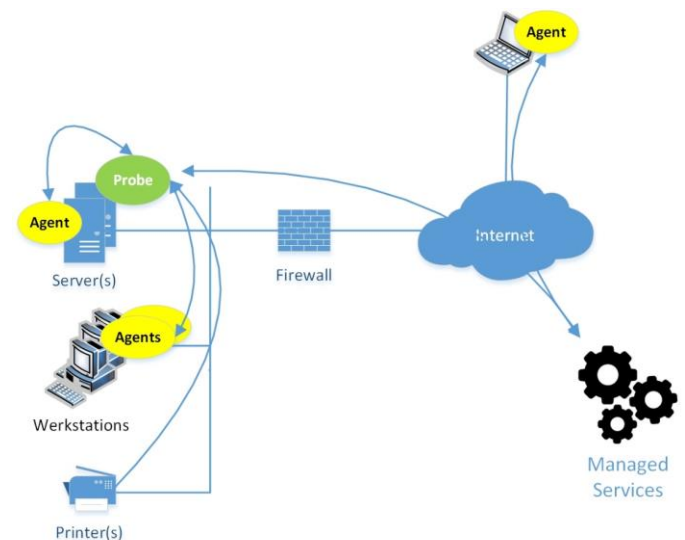 Agent
Probe
Agent
Internet
Server(s)
Firewall
Agents
Werkstations
Managed
Services
Printer(s)